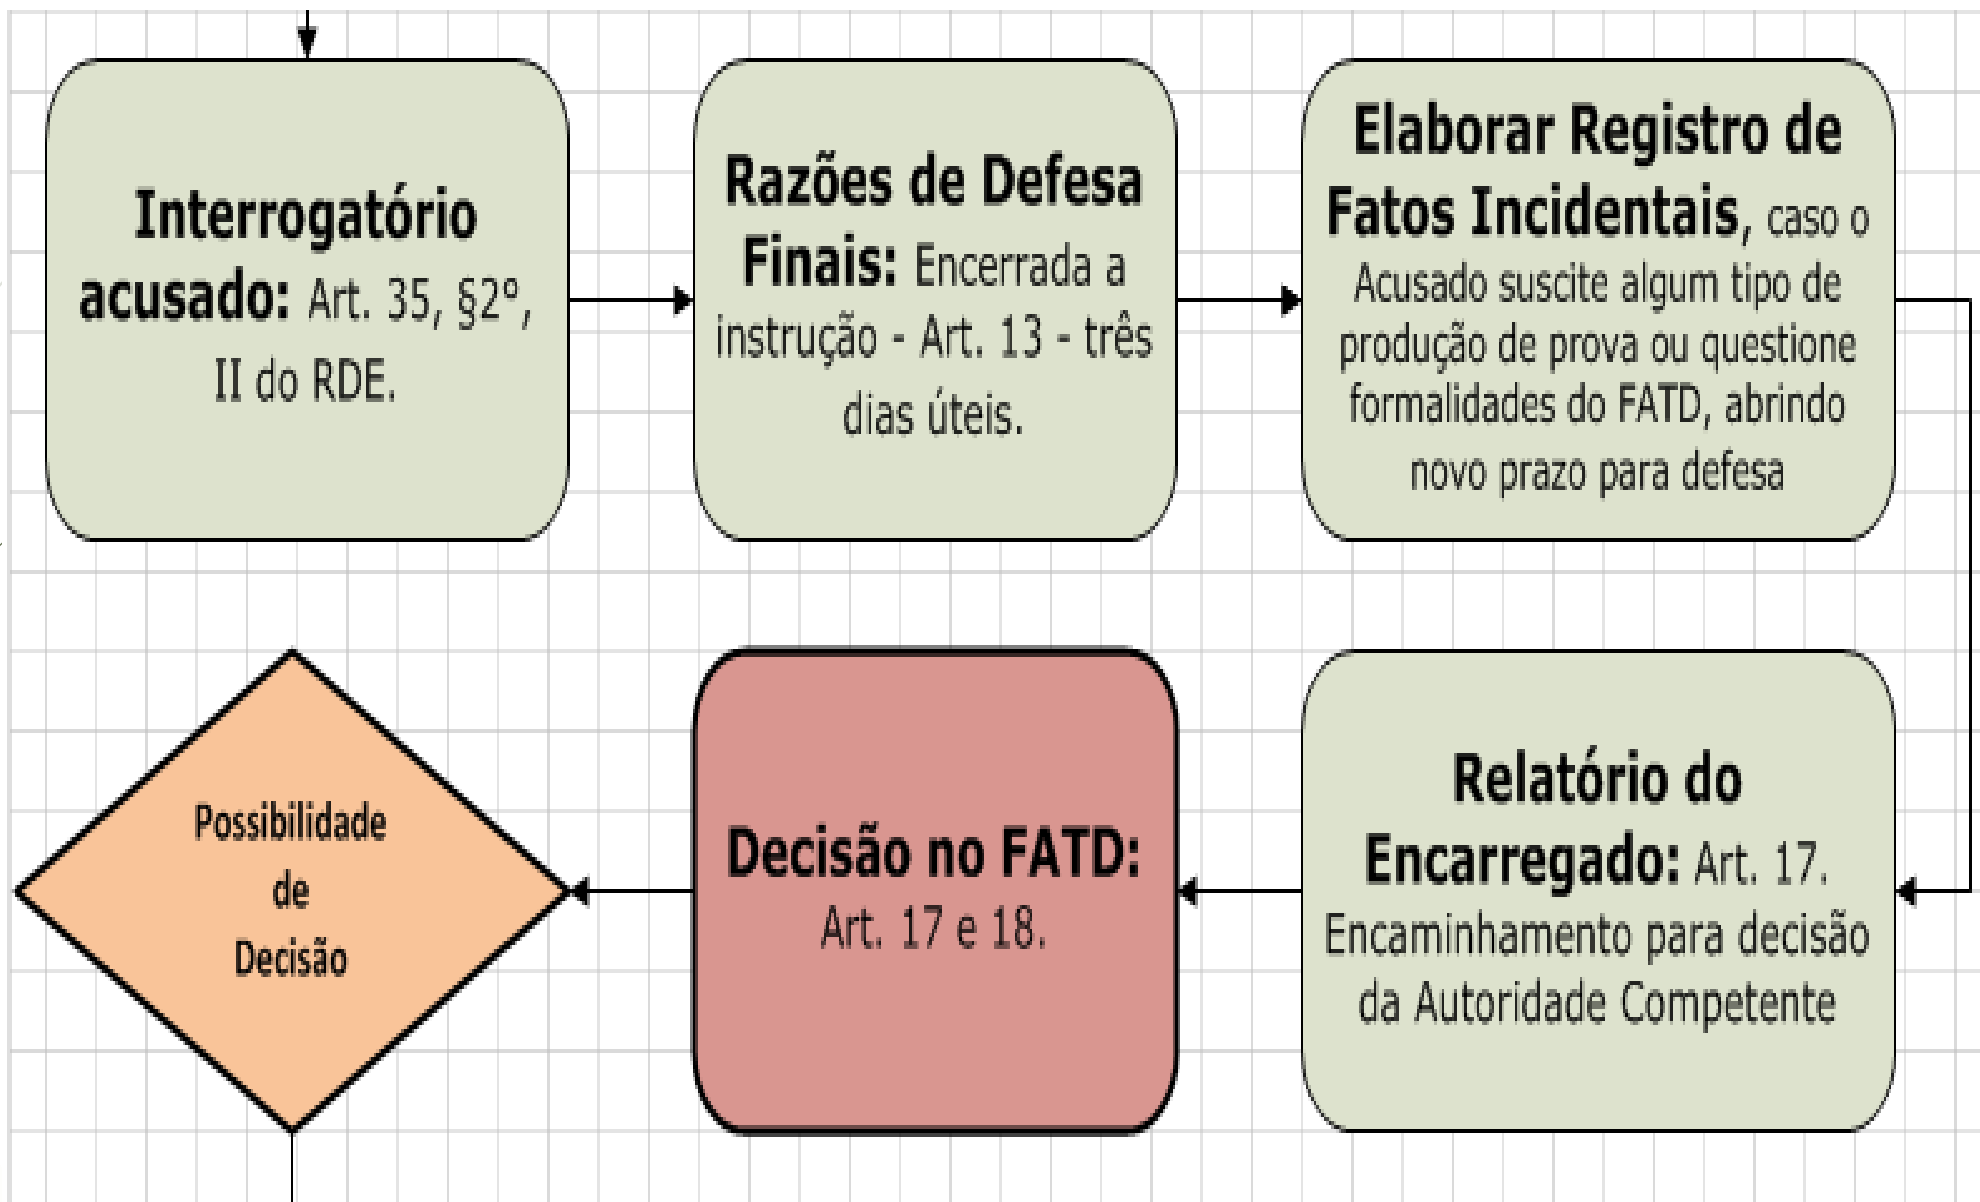 Interrogatório
acusado: Art. 35, §2º,
II do RDE.
Razões de Defesa
Finais: Encerrada a
instrução - Art. 13 - três
dias úteis.
Elaborar Registro de
Fatos Incidentais, caso o
Acusado suscite algum tipo de
produção de prova ou questione
formalidades do FATD, abrindo
novo prazo para defesa
Relatório do
Encarregado: Art. 17.
Encaminhamento para decisão
da Autoridade Competente
Decisão no FATD:
Art. 17 e 18.
Possibilidade
de
Decisão